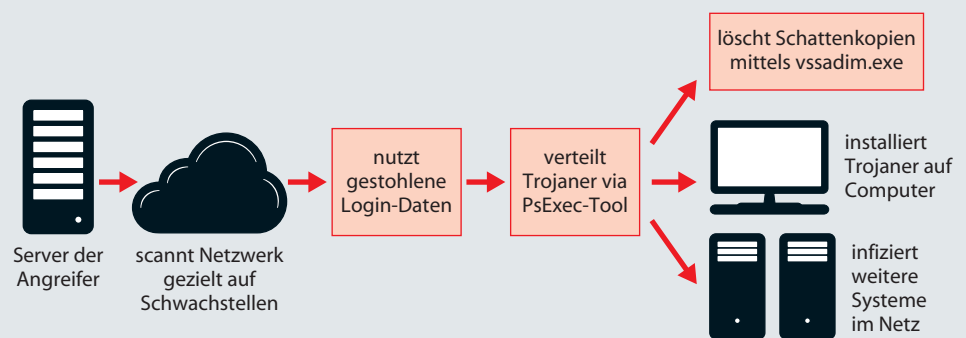 Server der
Angreifer
scannt Netzwerk
gezielt auf
Schwachstellen
nutzt
gestohlene
Login-Daten
verteilt
Trojaner via
PsExec-Tool
löscht Schattenkopien
mittels vssadim.exe
installiert
Trojaner auf
Computer
infiziert
weitere
Systeme
im Netz